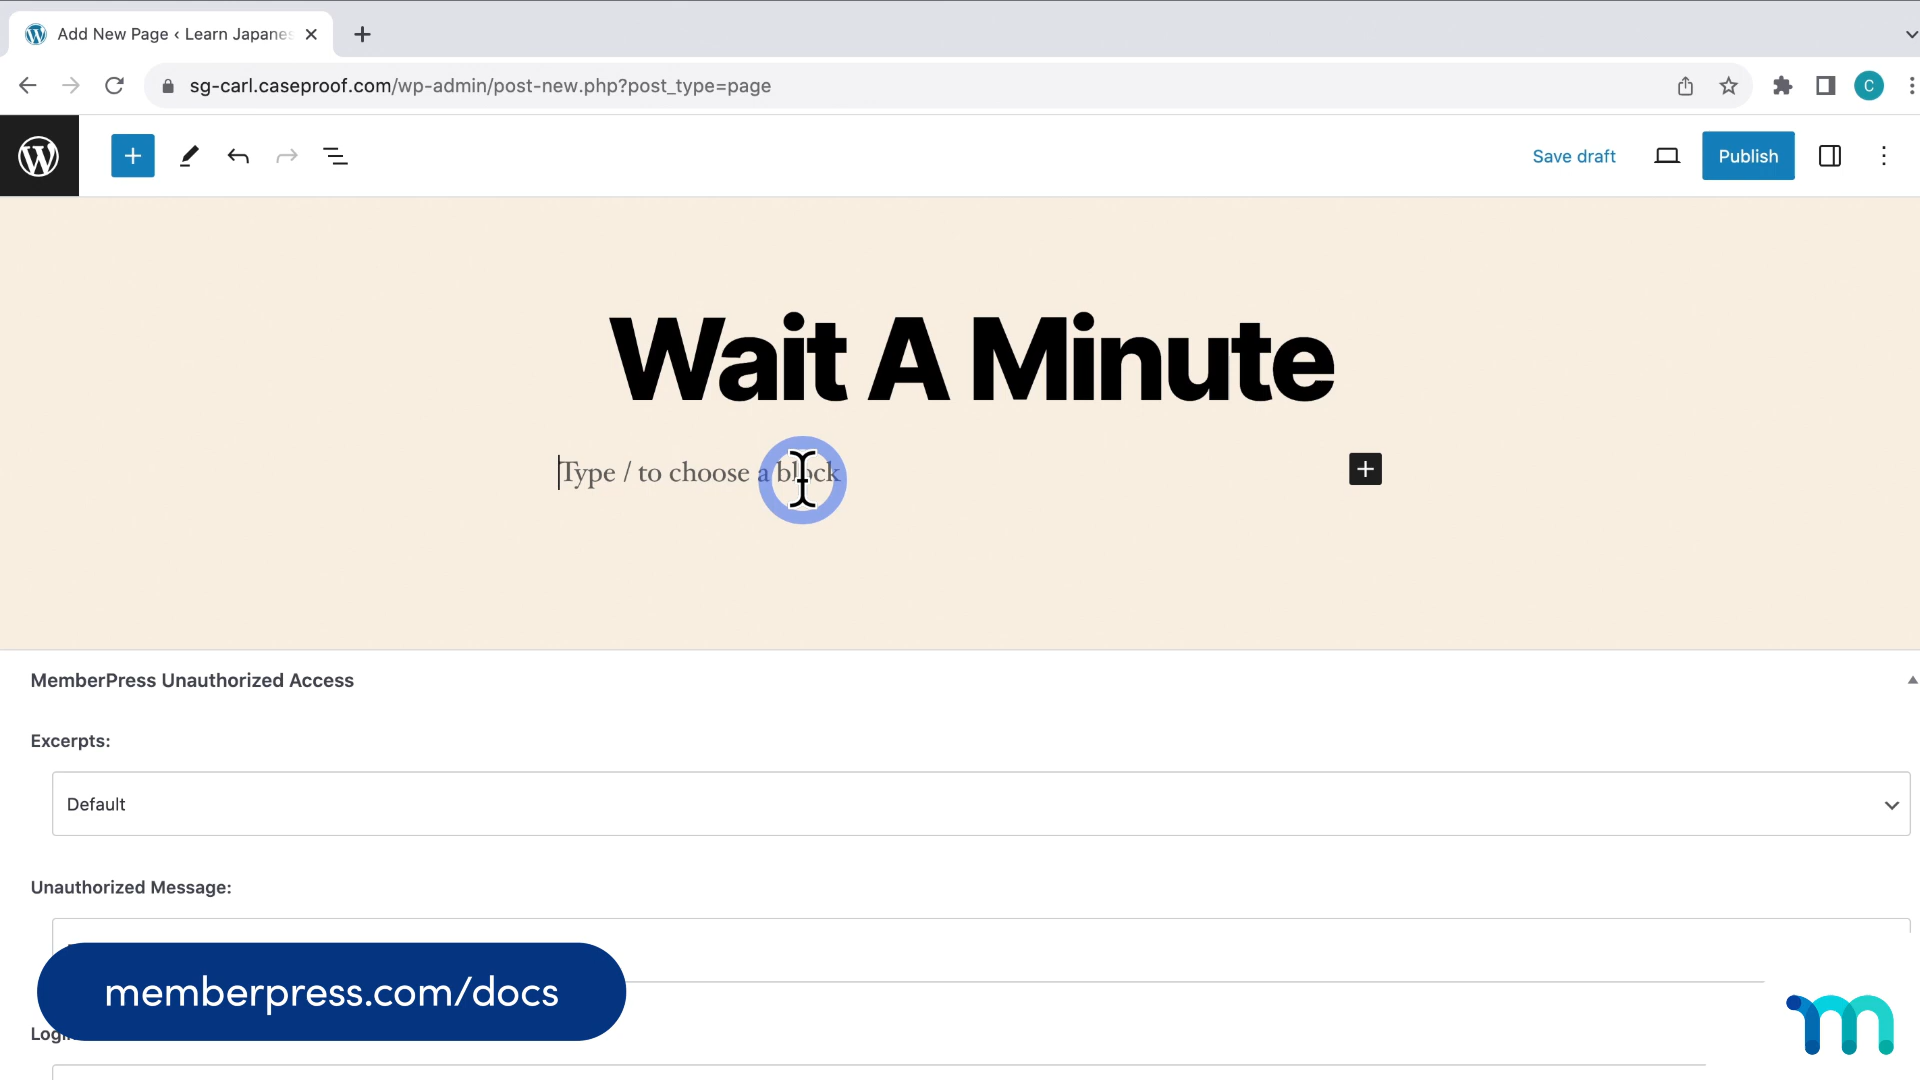 Add New Page ‹ Learn Japanes
sg-carl.caseproof.com/wp-admin/post-new.php?post_type=page
C
Save draft
Publish
Wait A Minute
Type / to choose a block
MemberPress Unauthorized Access
Excerpts:
Default
Unauthorized Message:
memberpress.com/docs